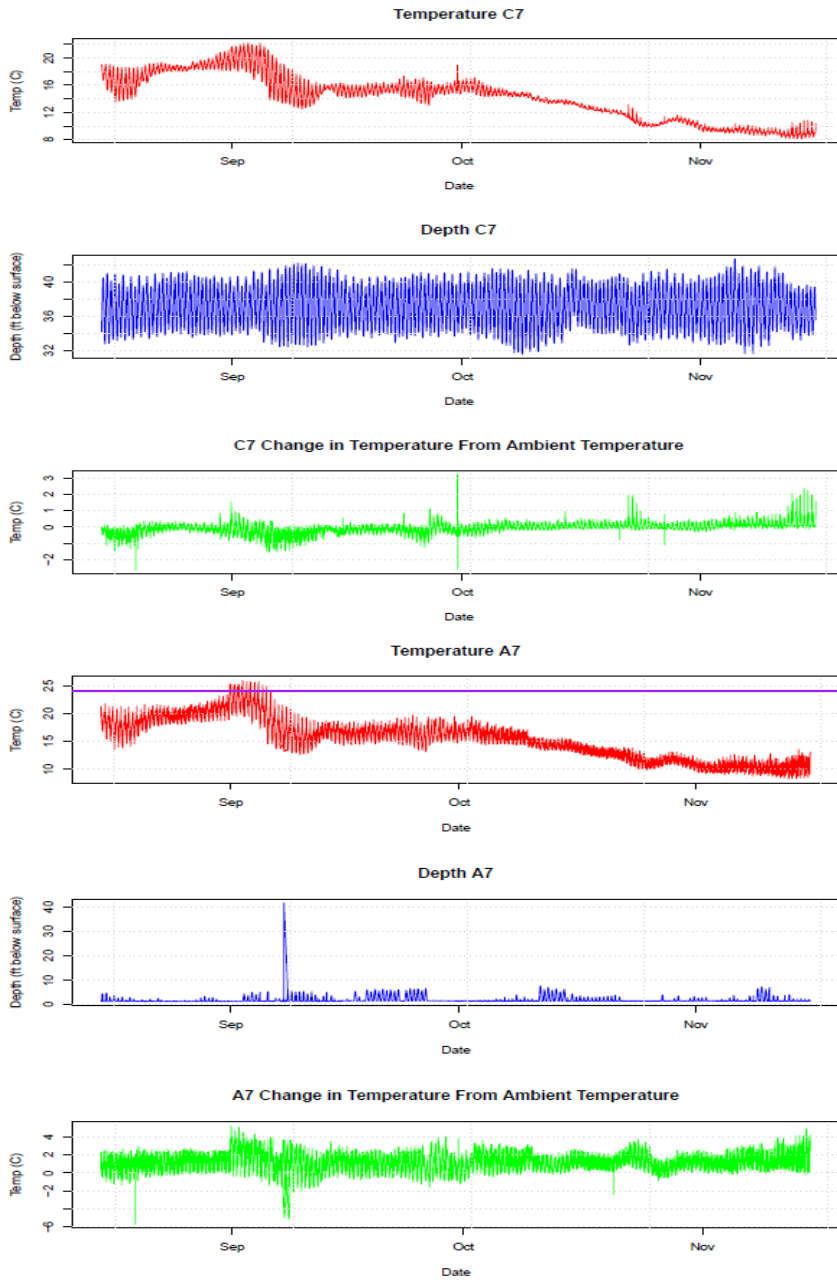 Temperature C7
Temp (C)
20
16
12
8
Sep Oct Nov
Date
Depth C7
Depth (ft below surface)
40
36
32
Sep Oct Nov
Date
C7 Change in Temperature From Ambient Temperature
Temp (C)
3
2
1
0
-2
Sep Oct Nov
Date
Temperature A7
Temp (C)
25
20
15
10
Sep Oct Nov
Date
Depth A7
Depth (ft below surface)
40
30
20
10
0
Sep Oct Nov
Date
A7 Change in Temperature From Ambient Temperature
Temp (C)
4
2
0
-2
-6
Sep Oct Nov
Date